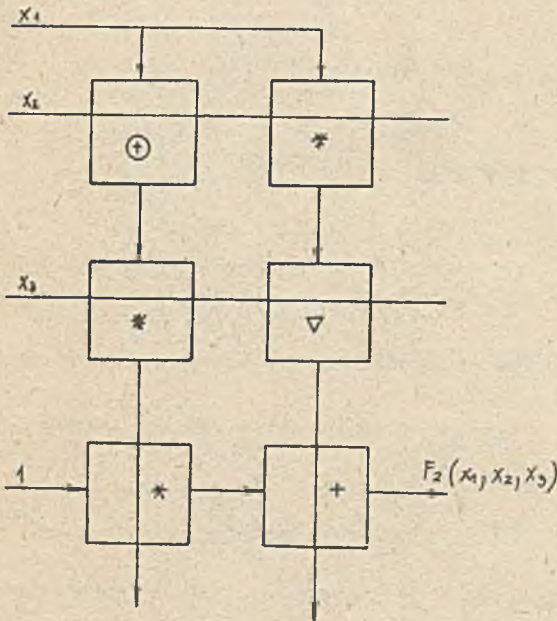 x₁
x₂
⊕ *
x₃
* ▽
1 * + F₂(x₁, x₂, x₃)